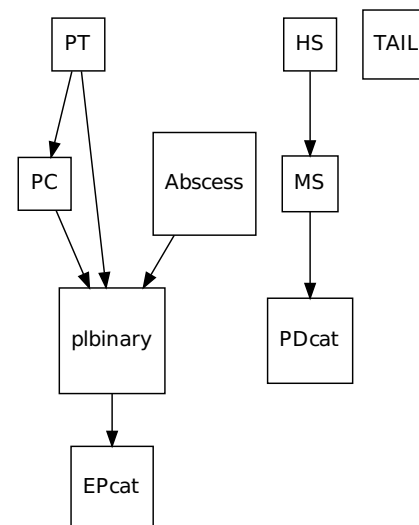 PT
HS
TAIL
PC
Abscess
MS
plbinary
PDcat
EPcat